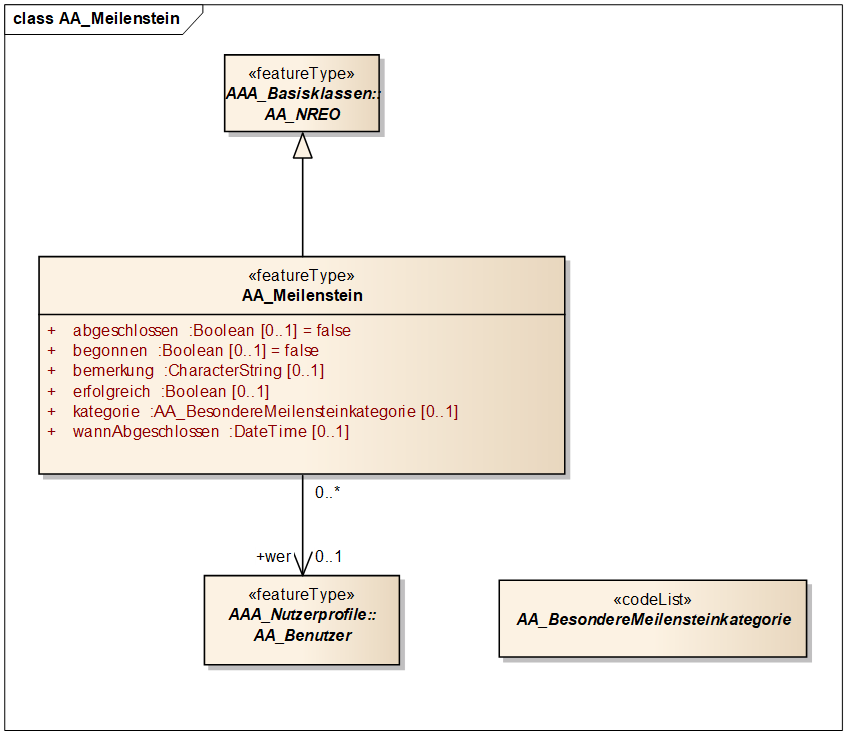 class AA_Meilenstein
«featureType»
AAA_Basisklassen::
AA_NREO
«featureType»
AA_Meilenstein
+ abgeschlossen :Boolean [0..1] = false
+ begonnen :Boolean [0..1] = false
+ bemerkung :CharacterString [0..1]
+ erfolgreich :Boolean [0..1]
+ kategorie :AA_BesondereMeilensteinkategorie [0..1]
+ wannAbgeschlossen :DateTime [0..1]
0..*
+wer 0..1
«featureType»
AAA_Nutzerprofile::
AA_Benutzer
«codeList»
AA_BesondereMeilensteinkategorie